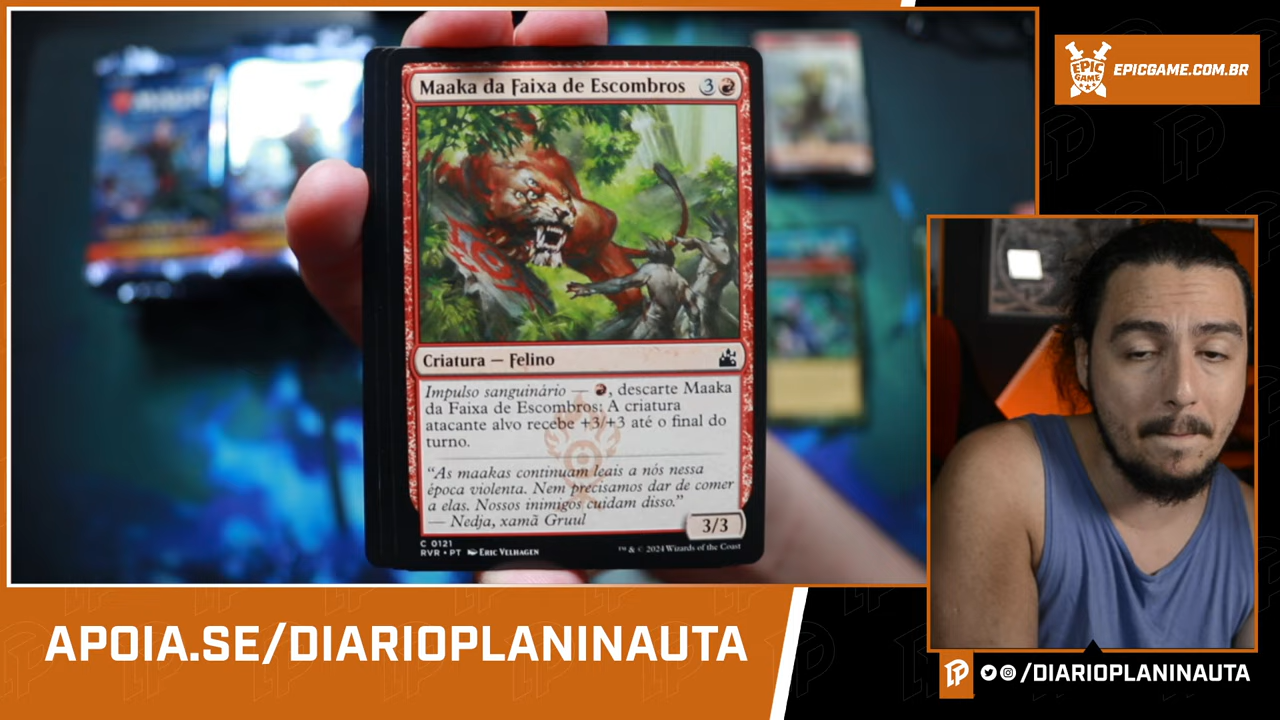 Maaka da Faixa de Escombros 3
Criatura — Felino
Impulso sanguinário — , descarte Maaka
da Faixa de Escombros: A criatura
atacante alvo recebe +3/+3 até o final do
turno.
“As maakas continuam leais a nós nessa
época violenta. Nem precisamos dar de comer
a elas. Nossos inimigos cuidam disso.”
— Nedja, xamã Gruul
3/3
C 0121
RVR • PT Eric Velhagen
™ & © 2024 Wizards of the Coast
EPIC
GAME
EPICGAME.COM.BR
APOIA.SE/DIARIOPLANINAUTA
/DIARIOPLANINAUTA